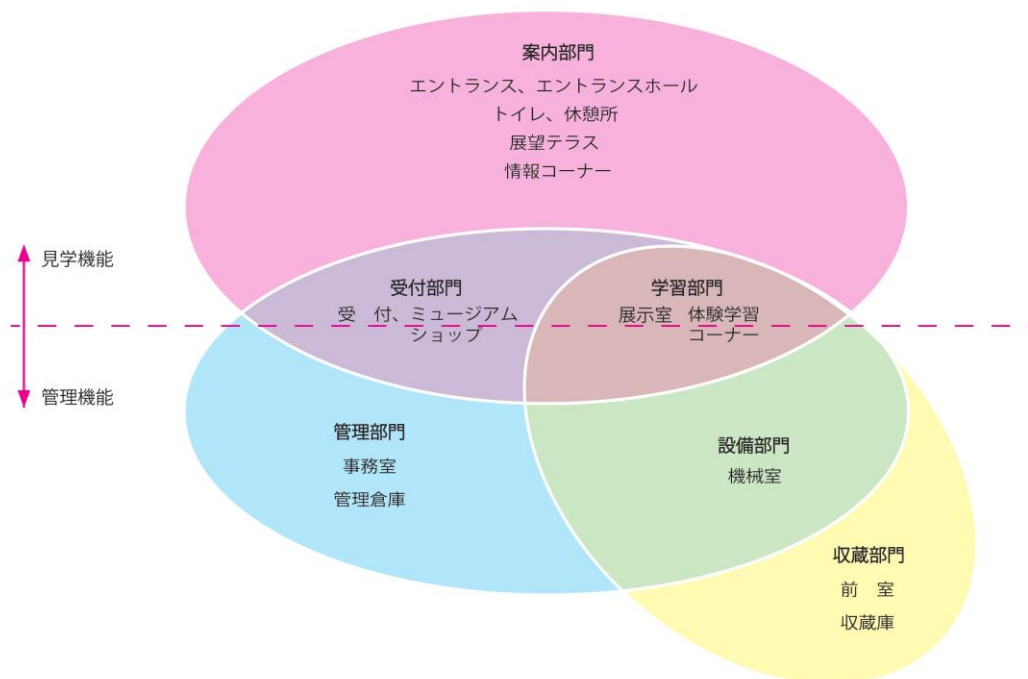 案内部門
エントランス、エントランスホール
トイレ、休憩所
展望テラス
情報コーナー
見学機能
管理機能
受付部門
受　付、ミュージアム
ショップ
学習部門
展示室　体験学習
コーナー
管理部門
事務室
管理倉庫
設備部門
機械室
収蔵部門
前　室
収蔵庫